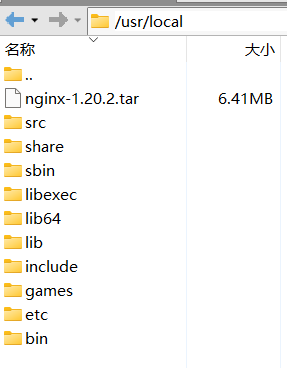 /usr/local
名称 大小
..
nginx-1.20.2.tar 6.41MB
src
share
sbin
libexec
lib64
lib
include
games
etc
bin